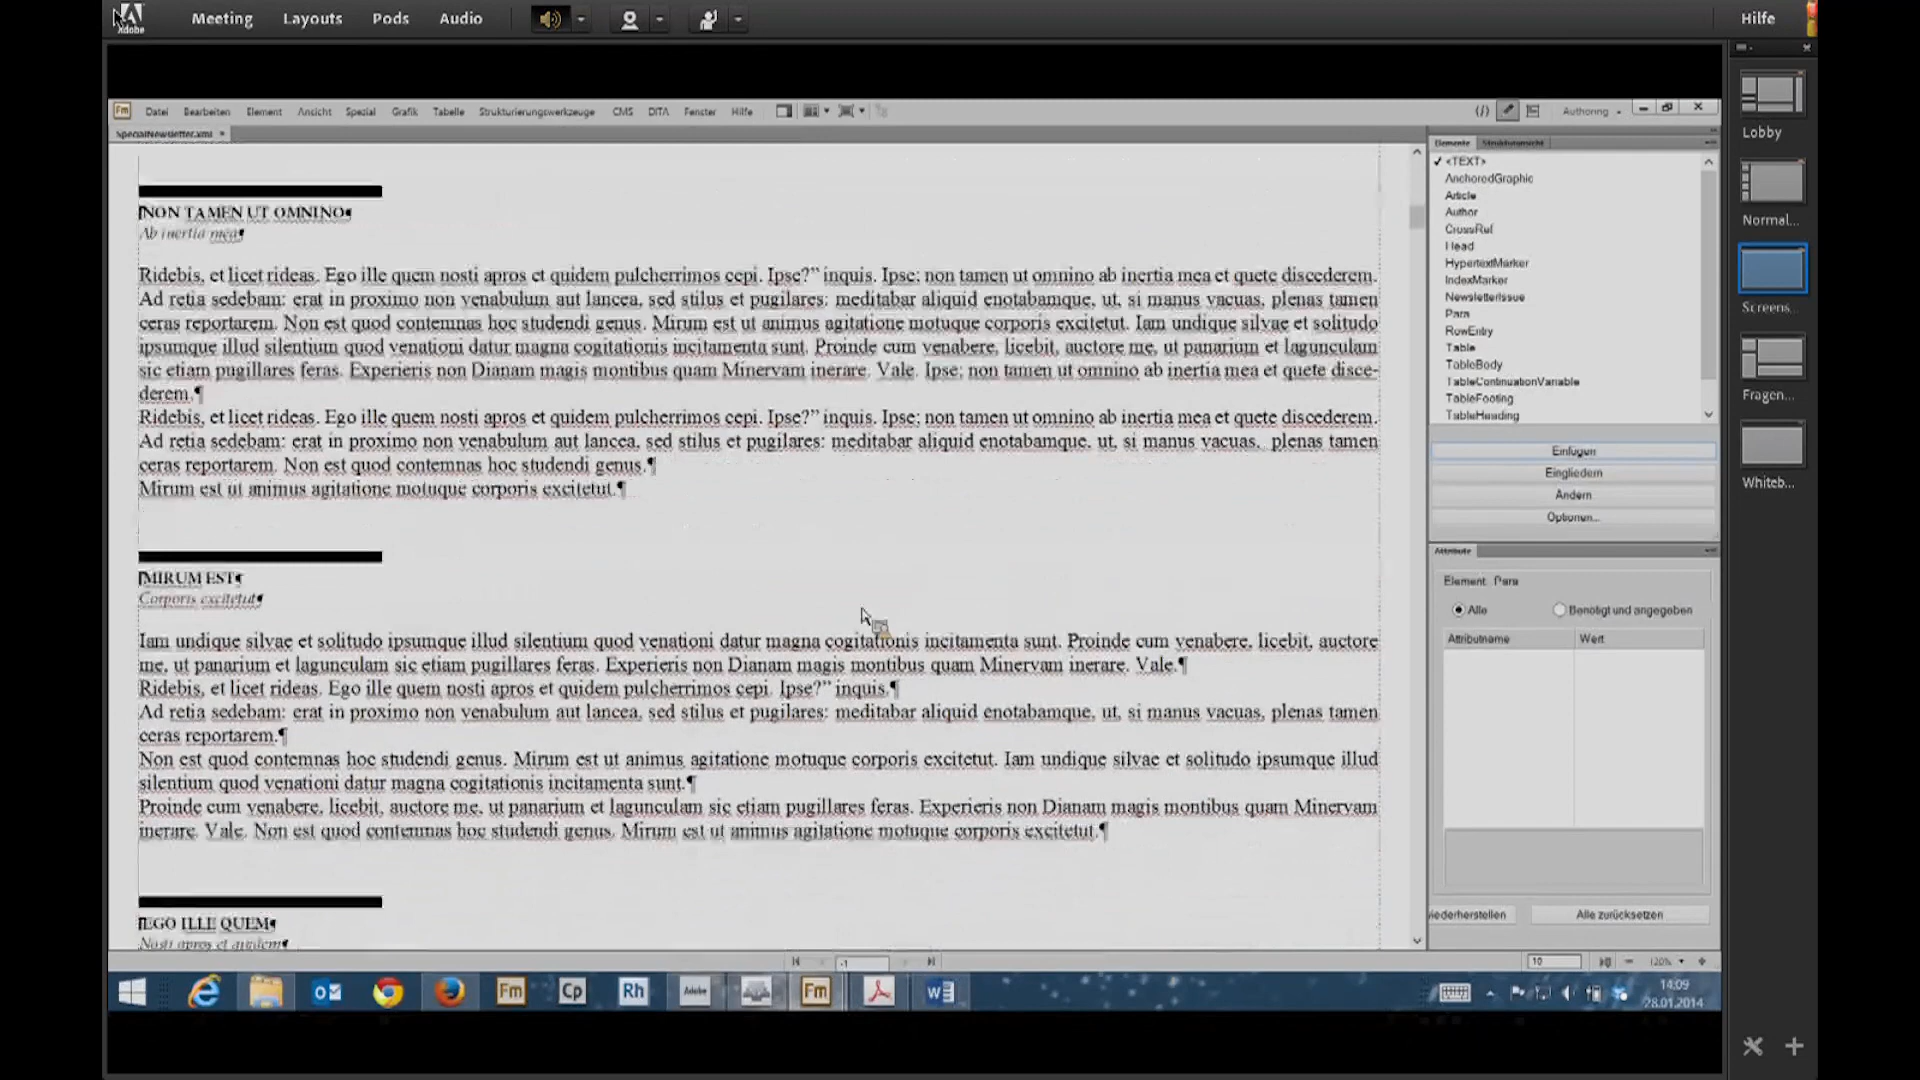 Adobe Meeting Layouts Pods Audio Hilfe
Fm Datei Bearbeiten Element Ansicht Spezial Grafik Tabelle Strukturierungswerkzeuge CMS DITA Fenster Hilfe Authoring
SpecialNewsletter.xml
NON TAMEN UT OMNINO
Ab inertia mea
Ridebis, et licet rideas. Ego ille quem nosti apros et quidem pulcherrimos cepi. Ipse?” inquis. Ipse; non tamen ut omnino ab inertia mea et quete discederem.
Ad retia sedebam: erat in proximo non venabulum aut lancea, sed stilus et pugilares: meditabar aliquid enotabamque, ut, si manus vacuas, plenas tamen
ceras reportarem. Non est quod contemnas hoc studendi genus. Mirum est ut animus agitatione motuque corporis excitetut. Iam undique silvae et solitudo
ipsumque illud silentium quod venationi datur magna cogitationis incitamenta sunt. Proinde cum venabere, licebit, auctore me, ut panarium et lagunculam
sic etiam pugillares feras. Experieris non Dianam magis montibus quam Minervam inerare. Vale. Ipse; non tamen ut omnino ab inertia mea et quete disce-
derem.¶
Ridebis, et licet rideas. Ego ille quem nosti apros et quidem pulcherrimos cepi. Ipse?” inquis. Ipse; non tamen ut omnino ab inertia mea et quete discederem.
Ad retia sedebam: erat in proximo non venabulum aut lancea, sed stilus et pugilares: meditabar aliquid enotabamque, ut, si manus vacuas, plenas tamen
ceras reportarem. Non est quod contemnas hoc studendi genus.¶
Mirum est ut animus agitatione motuque corporis excitetut.¶
MIRUM EST
Corporis excitetut
Iam undique silvae et solitudo ipsumque illud silentium quod venationi datur magna cogitationis incitamenta sunt. Proinde cum venabere, licebit, auctore
me, ut panarium et lagunculam sic etiam pugillares feras. Experieris non Dianam magis montibus quam Minervam inerare. Vale.¶
Ridebis, et licet rideas. Ego ille quem nosti apros et quidem pulcherrimos cepi. Ipse?” inquis.¶
Ad retia sedebam: erat in proximo non venabulum aut lancea, sed stilus et pugilares: meditabar aliquid enotabamque, ut, si manus vacuas, plenas tamen
ceras reportarem.¶
Non est quod contemnas hoc studendi genus. Mirum est ut animus agitatione motuque corporis excitetut. Iam undique silvae et solitudo ipsumque illud
silentium quod venationi datur magna cogitationis incitamenta sunt.¶
Proinde cum venabere, licebit, auctore me, ut panarium et lagunculam sic etiam pugillares feras. Experieris non Dianam magis montibus quam Minervam
inerare. Vale. Non est quod contemnas hoc studendi genus. Mirum est ut animus agitatione motuque corporis excitetut.¶
EGO ILLE QUEM
Nosti apros et quidem
Elemente Strukturansicht
<TEXT>
AnchoredGraphic
Article
Author
CrossRef
Head
HypertextMarker
IndexMarker
NewsletterIssue
Para
RowEntry
Table
TableBody
TableContinuationVariable
TableFooting
TableHeading
Einfügen
Eingliedern
Ändern
Optionen...
Attribute
Element: Para
Alle Benötigt und angegeben
Attributname Wert
wiederherstellen Alle zurücksetzen
Lobby
Normal...
Screens...
Fragen...
Whiteb...
-1 10 120%
Fm Cp Rh Adobe Fm
14:09
28.01.2014